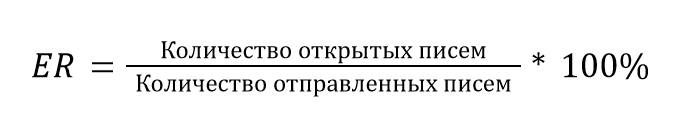 ER = Количество открытых писем / Количество отправленных писем * 100%